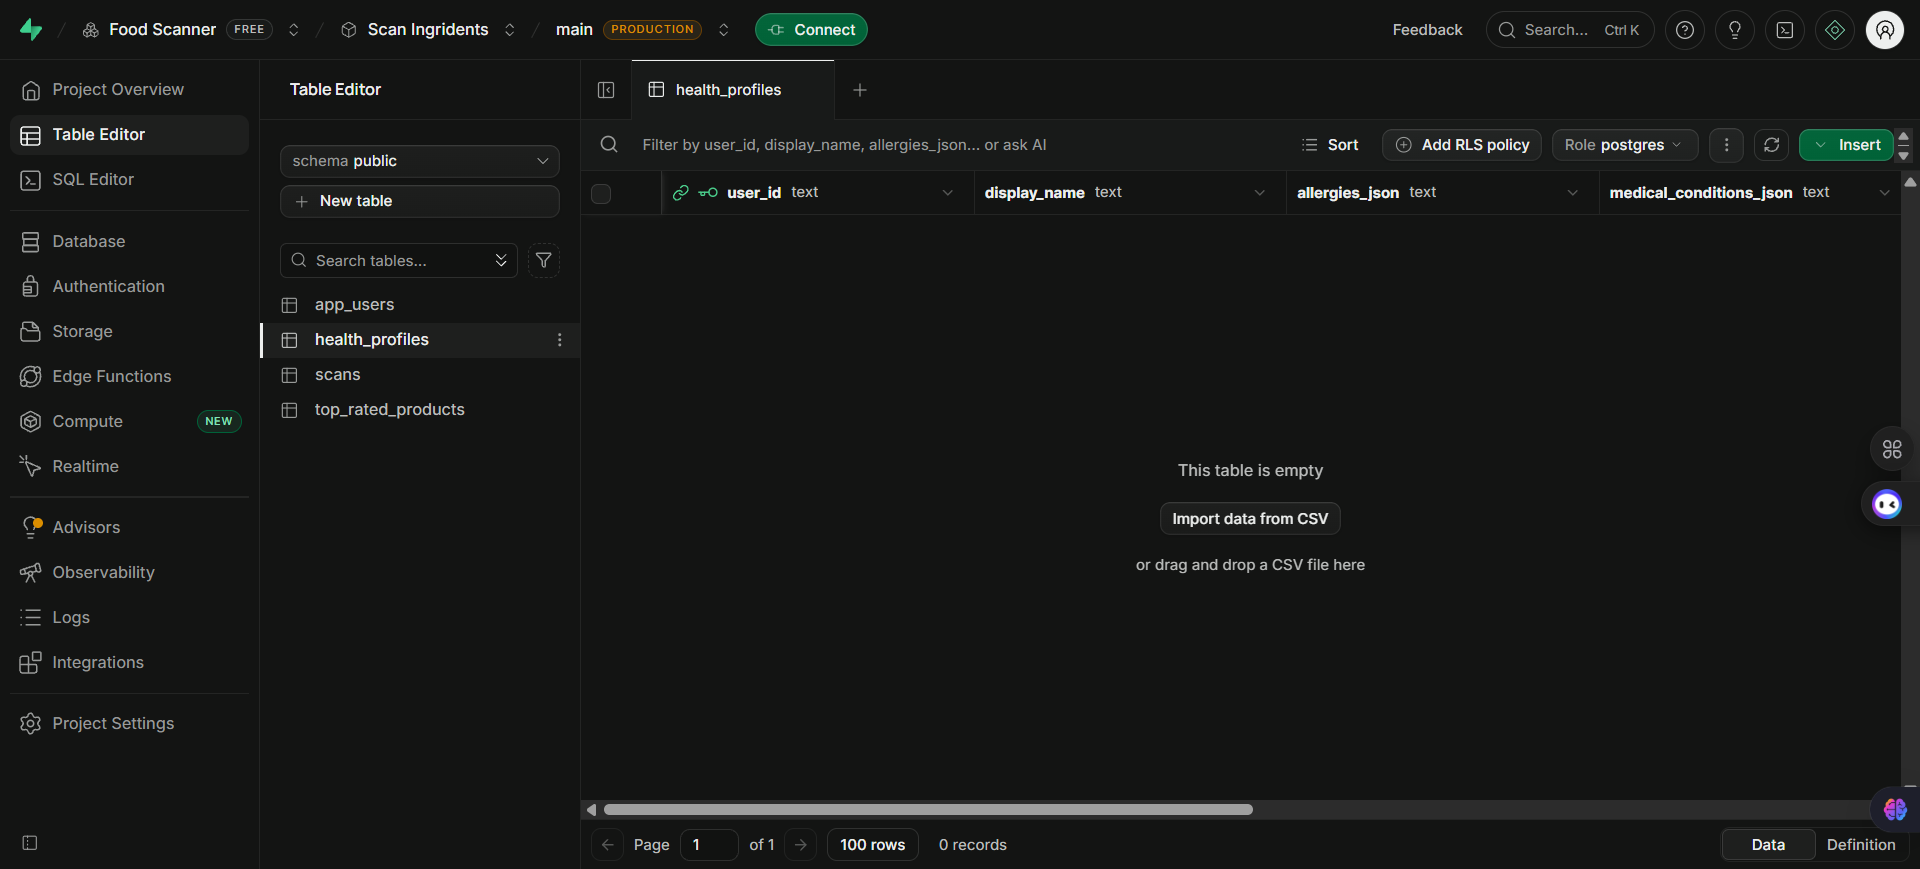 Food Scanner FREE
Scan Ingridents
main PRODUCTION
Connect
Feedback
Search... Ctrl K
Project Overview
Table Editor
SQL Editor
Database
Authentication
Storage
Edge Functions
Compute NEW
Realtime
Advisors
Observability
Logs
Integrations
Project Settings
Table Editor
schema public
New table
Search tables...
app_users
health_profiles
scans
top_rated_products
health_profiles
Filter by user_id, display_name, allergies_json... or ask AI
Sort
Add RLS policy
Role postgres
Insert
user_id text
display_name text
allergies_json text
medical_conditions_json text
This table is empty
Import data from CSV
or drag and drop a CSV file here
Page 1 of 1
100 rows
0 records
Data
Definition